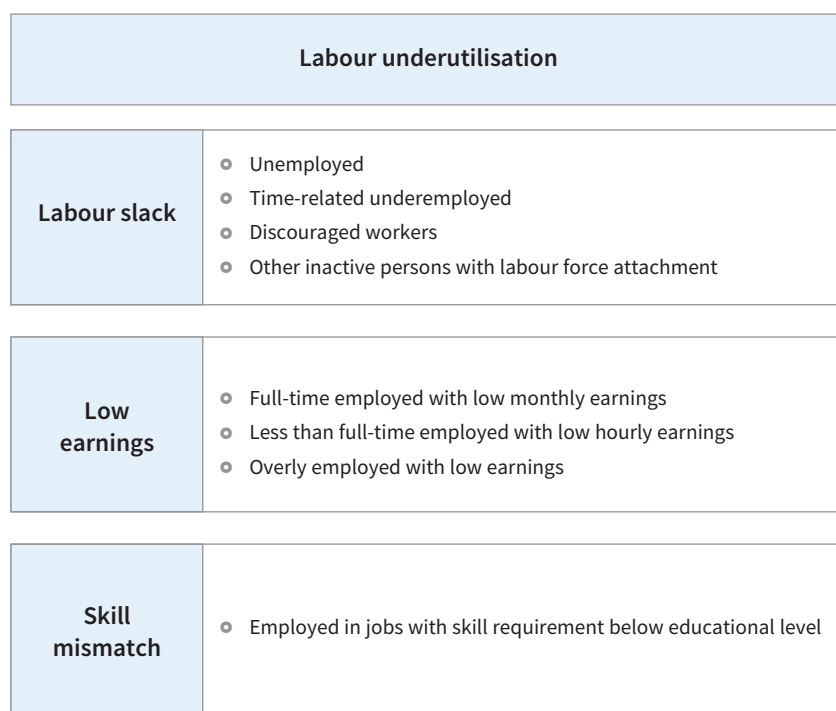 Labour underutilisation
Labour slack
Unemployed
Time-related underemployed
Discouraged workers
Other inactive persons with labour force attachment
Low
earnings
Full-time employed with low monthly earnings
Less than full-time employed with low hourly earnings
Overly employed with low earnings
Skill
mismatch
Employed in jobs with skill requirement below educational level